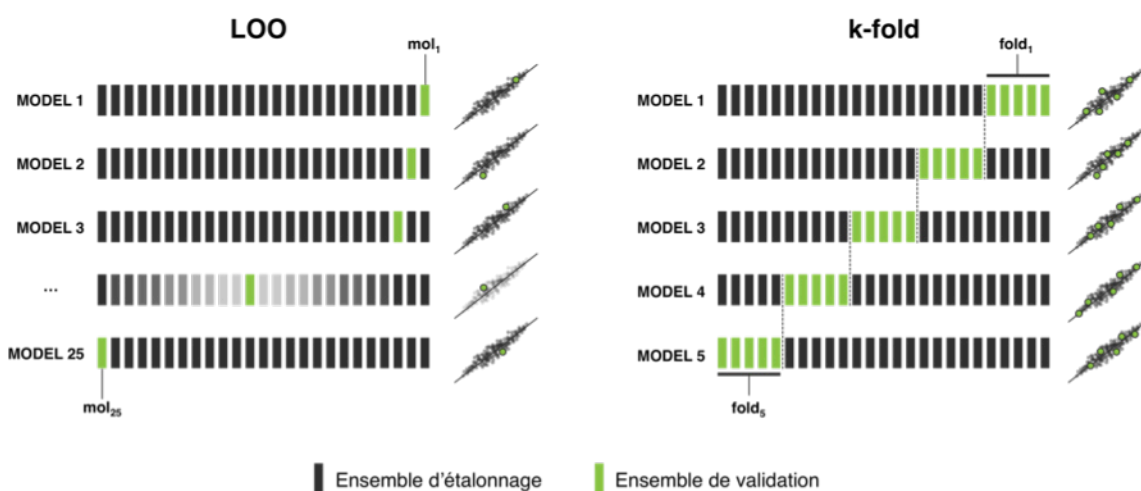 LOO
mol₁
MODEL 1
MODEL 2
MODEL 3
...
MODEL 25
mol₂₅
k-fold
fold₁
MODEL 1
MODEL 2
MODEL 3
MODEL 4
MODEL 5
fold₅
Ensemble d'étalonnage
Ensemble de validation